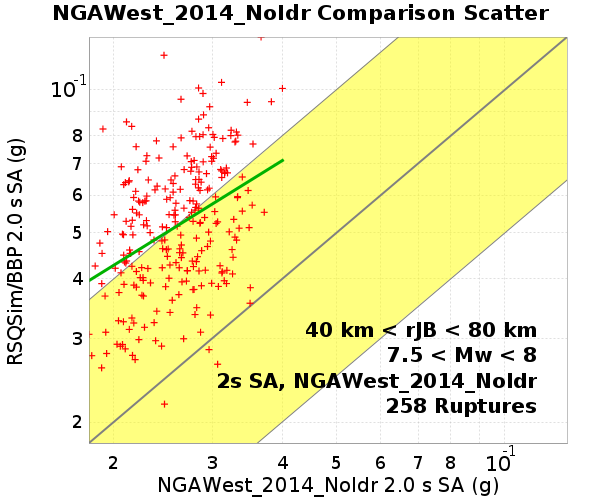 NGAWest_2014_NoIdr Comparison Scatter
RSQSim/BBP 2.0 s SA (g)
10-1
8
7
6
5
4
3
2
40 km < rJB < 80 km
7.5 < Mw < 8
2s SA, NGAWest_2014_NoIdr
258 Ruptures
2 3 4 5 6 7 8 10-1
NGAWest_2014_NoIdr 2.0 s SA (g)